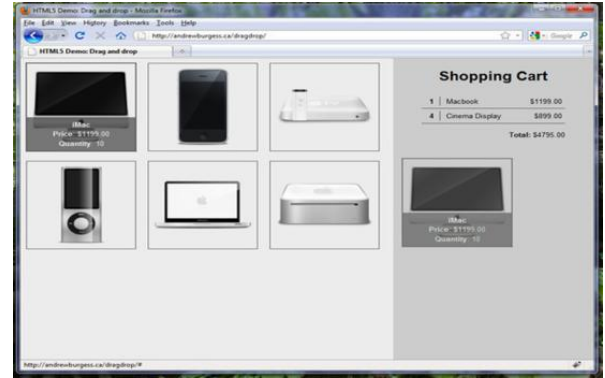 HTML5 Demo: Drag and drop - Mozilla Firefox
File Edit View History Bookmarks Tools Help
http://andrewburgess.ca/dragdrop/
Google
HTML5 Demo: Drag and drop
iMac
Price: $1199.00
Quantity: 10
Shopping Cart
1 Macbook $1199.00
4 Cinema Display $899.00
Total: $4795.00
iMac
Price: $1199.00
Quantity: 10
http://andrewburgess.ca/dragdrop/#